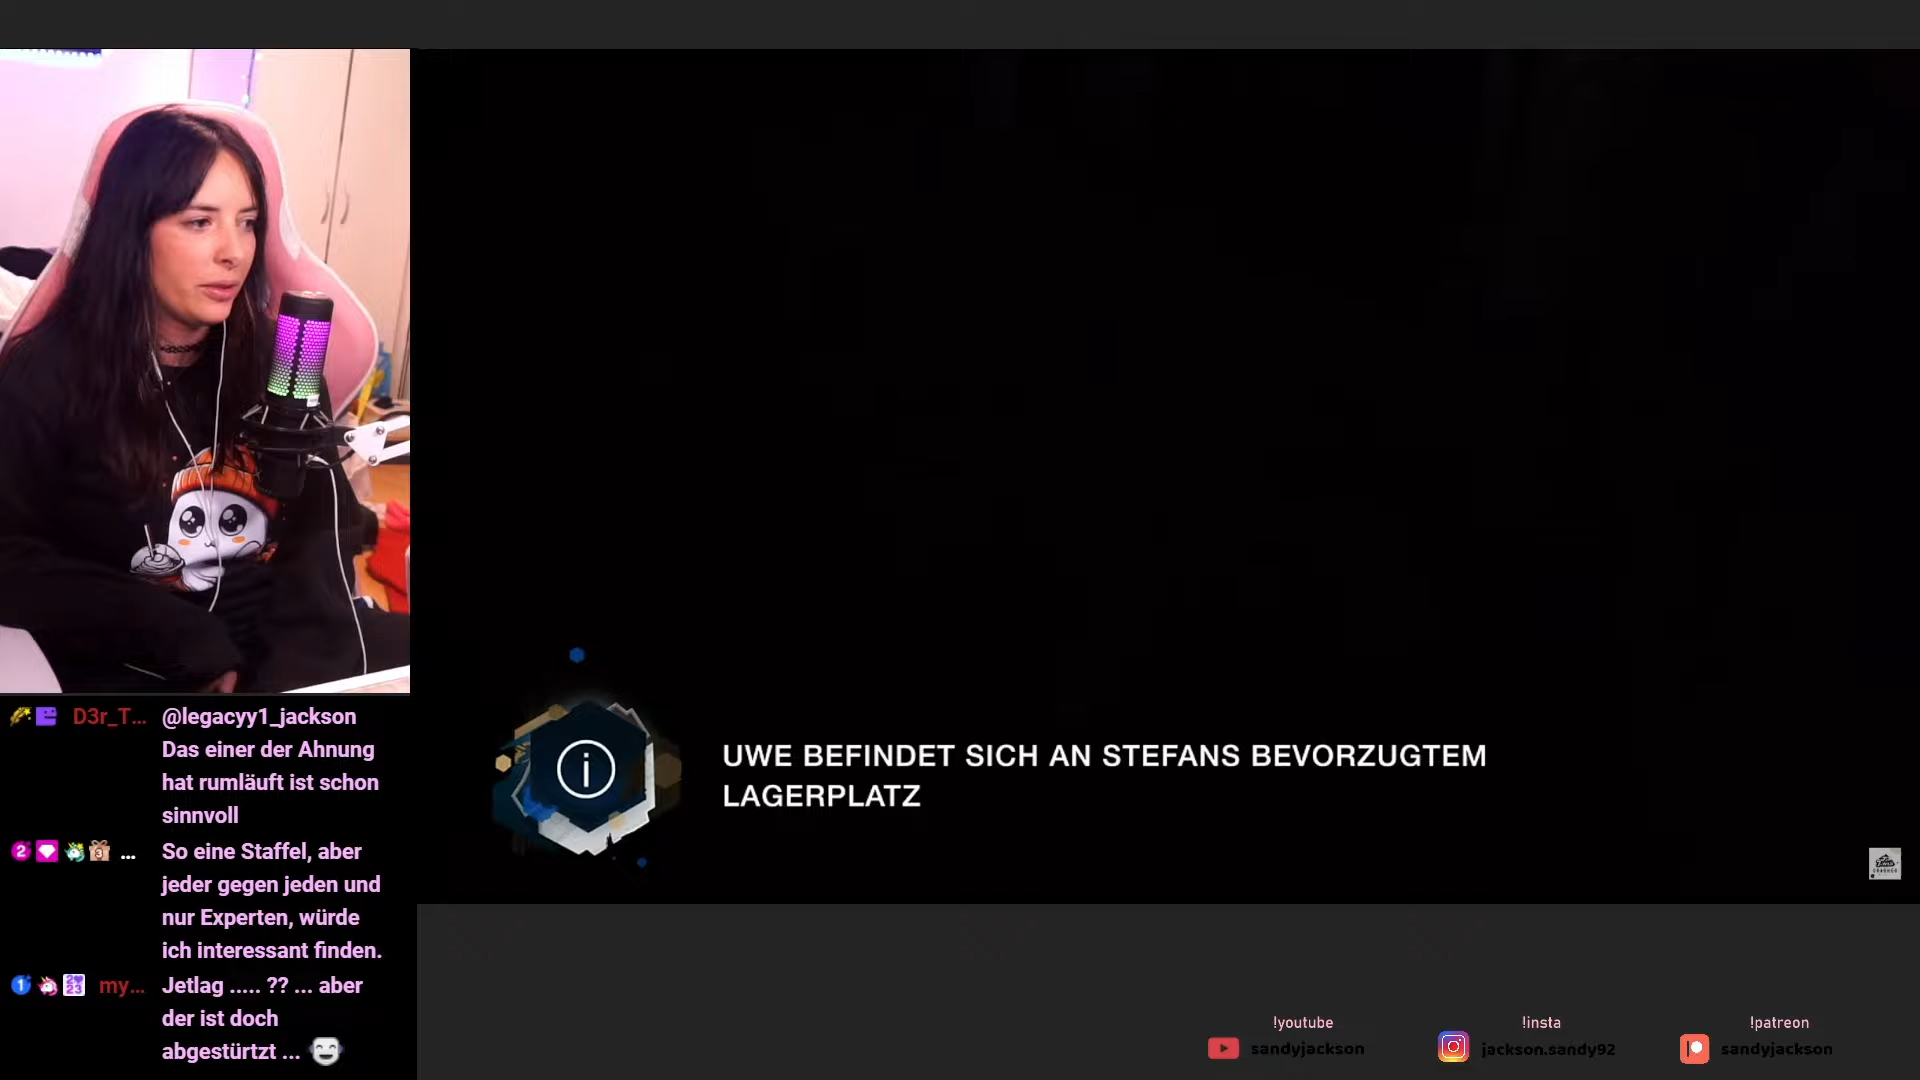 UWE BEFINDET SICH AN STEFANS BEVORZUGTEM
LAGERPLATZ
D3r_T... @legacyy1_jackson
Das einer der Ahnung
hat rumläuft ist schon
sinnvoll
... So eine Staffel, aber
jeder gegen jeden und
nur Experten, würde
ich interessant finden.
my... Jetlag ..... ?? ... aber
der ist doch
abgestürtzt ...
!youtube
sandyjackson
!insta
jackson.sandy92
!patreon
sandyjackson